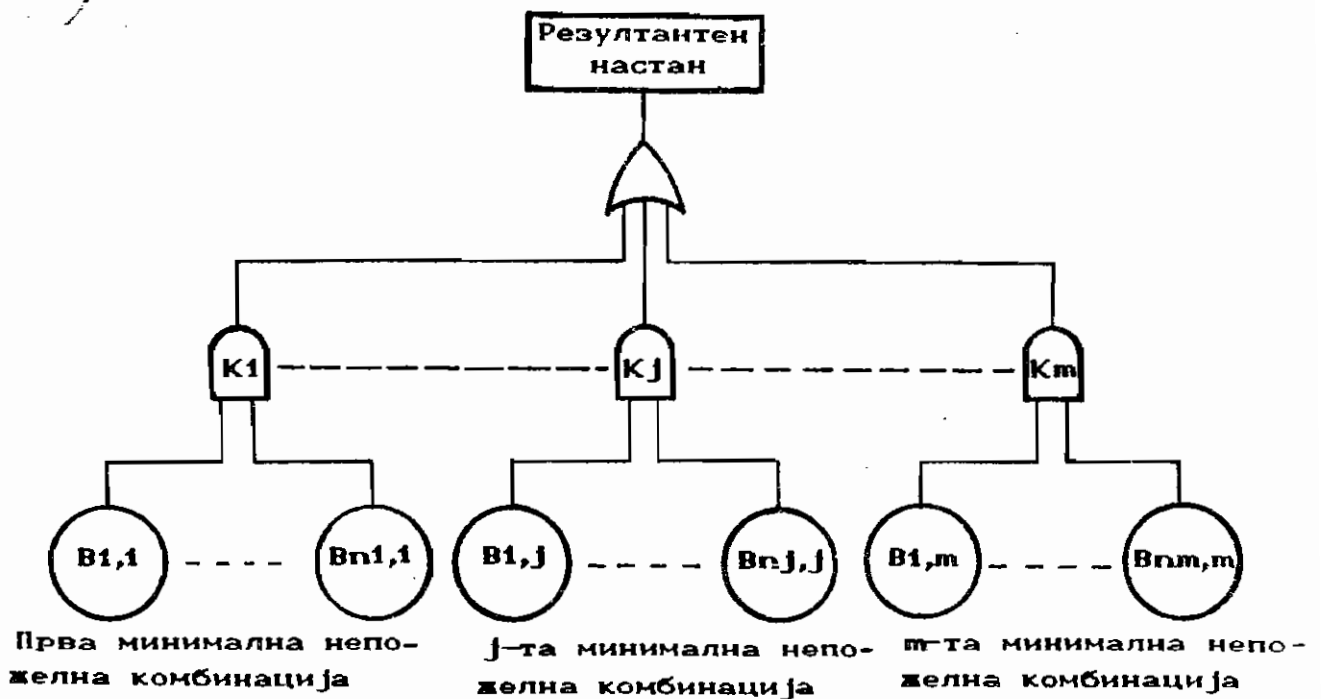 Резултантен
настан
K1
Kj
Km
B1,1
Bn1,1
B1,j
Bnj,j
B1,m
Bnm,m
Прва минимална непо-
желна комбинација
j-та минимална непо-
желна комбинација
m-та минимална непо-
желна комбинација